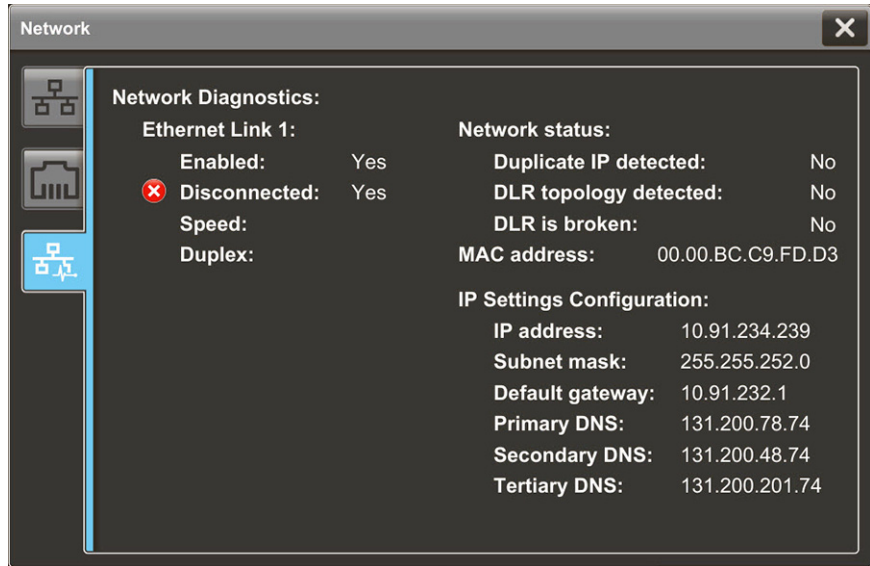 Network
Network Diagnostics:
Ethernet Link 1:
Enabled: Yes
Disconnected: Yes
Speed:
Duplex:
Network status:
Duplicate IP detected: No
DLR topology detected: No
DLR is broken: No
MAC address: 00.00.BC.C9.FD.D3
IP Settings Configuration:
IP address: 10.91.234.239
Subnet mask: 255.255.252.0
Default gateway: 10.91.232.1
Primary DNS: 131.200.78.74
Secondary DNS: 131.200.48.74
Tertiary DNS: 131.200.201.74